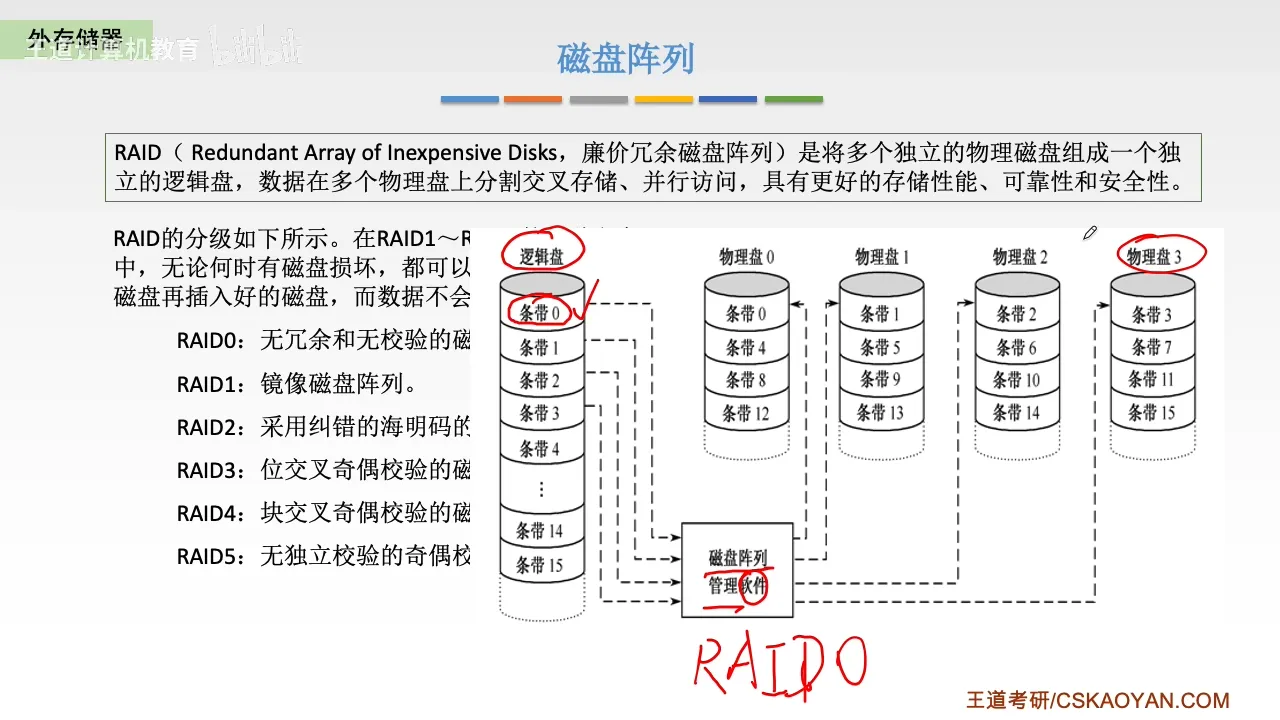 外存储器
王道计算机教育 bilibili
磁盘阵列
RAID（ Redundant Array of Inexpensive Disks，廉价冗余磁盘阵列）是将多个独立的物理磁盘组成一个独
立的逻辑盘，数据在多个物理盘上分割交叉存储、并行访问，具有更好的存储性能、可靠性和安全性。
RAID的分级如下所示。在RAID1～R
中，无论何时有磁盘损坏，都可以
磁盘再插入好的磁盘，而数据不会
RAID0：无冗余和无校验的磁
RAID1：镜像磁盘阵列。
RAID2：采用纠错的海明码的
RAID3：位交叉奇偶校验的磁
RAID4：块交叉奇偶校验的磁
RAID5：无独立校验的奇偶校
逻辑盘
条带 0
条带 1
条带 2
条带 3
条带 4
⋮
条带 14
条带 15
物理盘 0
条带 0
条带 4
条带 8
条带 12
物理盘 1
条带 1
条带 5
条带 9
条带 13
物理盘 2
条带 2
条带 6
条带 10
条带 14
物理盘 3
条带 3
条带 7
条带 11
条带 15
磁盘阵列
管理软件
RAID0
王道考研/CSKAOYAN.COM